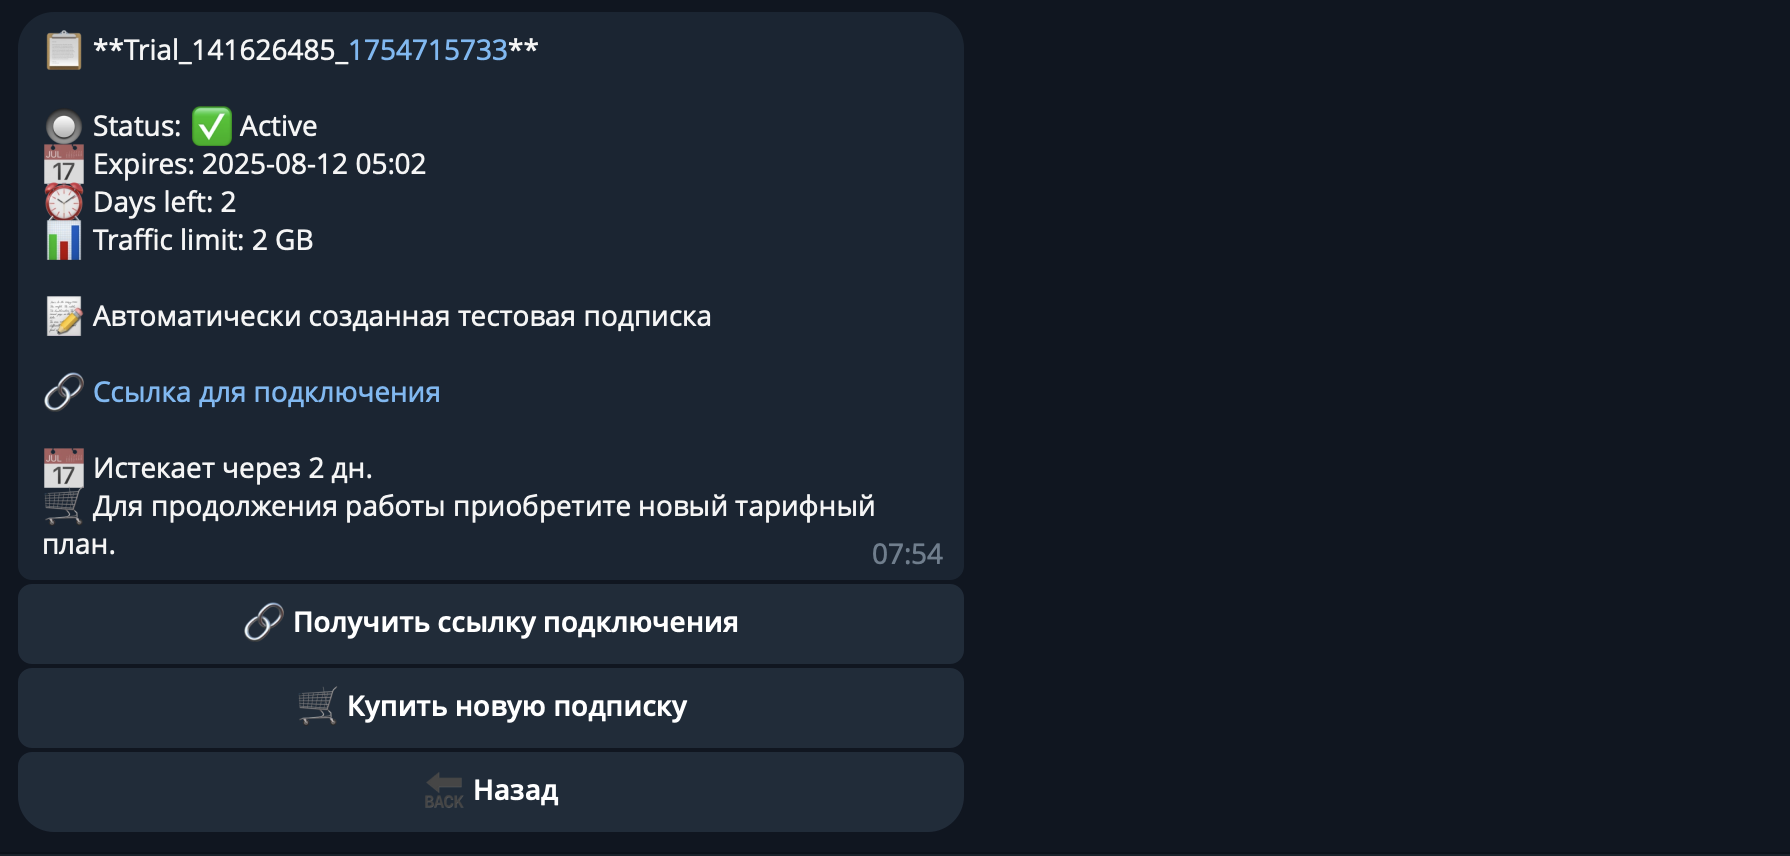 **Trial_141626485_1754715733**
Status: ✅ Active
Expires: 2025-08-12 05:02
Days left: 2
Traffic limit: 2 GB
Автоматически созданная тестовая подписка
Ссылка для подключения
Истекает через 2 дн.
Для продолжения работы приобретите новый тарифный
план.
07:54
Получить ссылку подключения
Купить новую подписку
BACK Назад